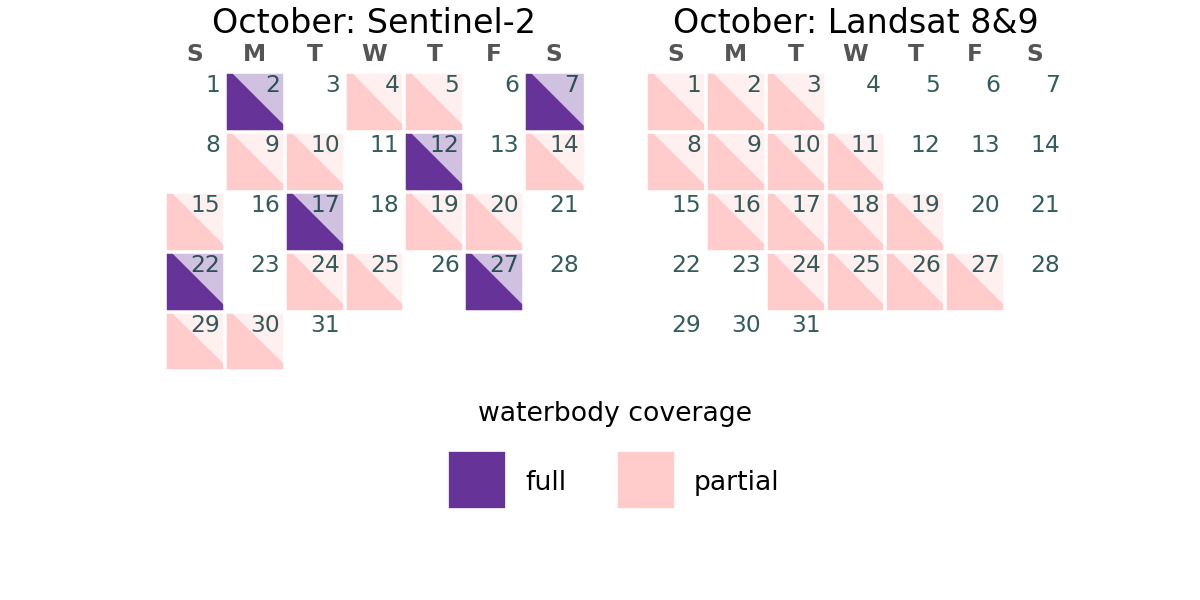 October: Sentinel-2
S M T W T F S
1 2 3 4 5 6 7
8 9 10 11 12 13 14
15 16 17 18 19 20 21
22 23 24 25 26 27 28
29 30 31
October: Landsat 8&9
S M T W T F S
1 2 3 4 5 6 7
8 9 10 11 12 13 14
15 16 17 18 19 20 21
22 23 24 25 26 27 28
29 30 31
waterbody coverage
full
partial